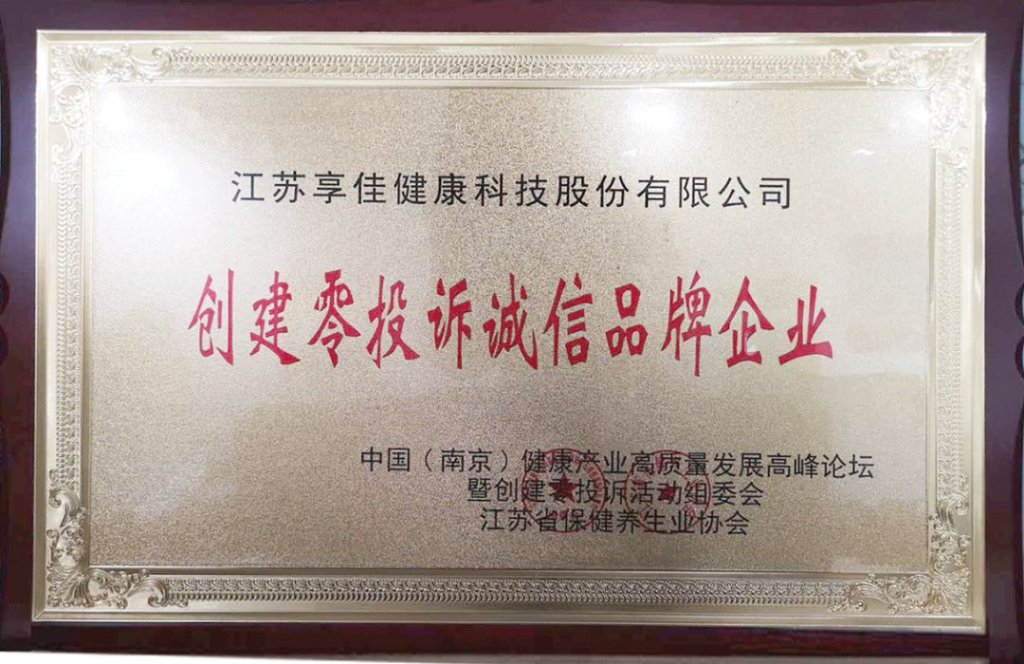 江苏享佳健康科技股份有限公司
创建零投诉诚信品牌企业
中国（南京）健康产业高质量发展高峰论坛
暨创建零投诉活动组委会
江苏省保健养生业协会